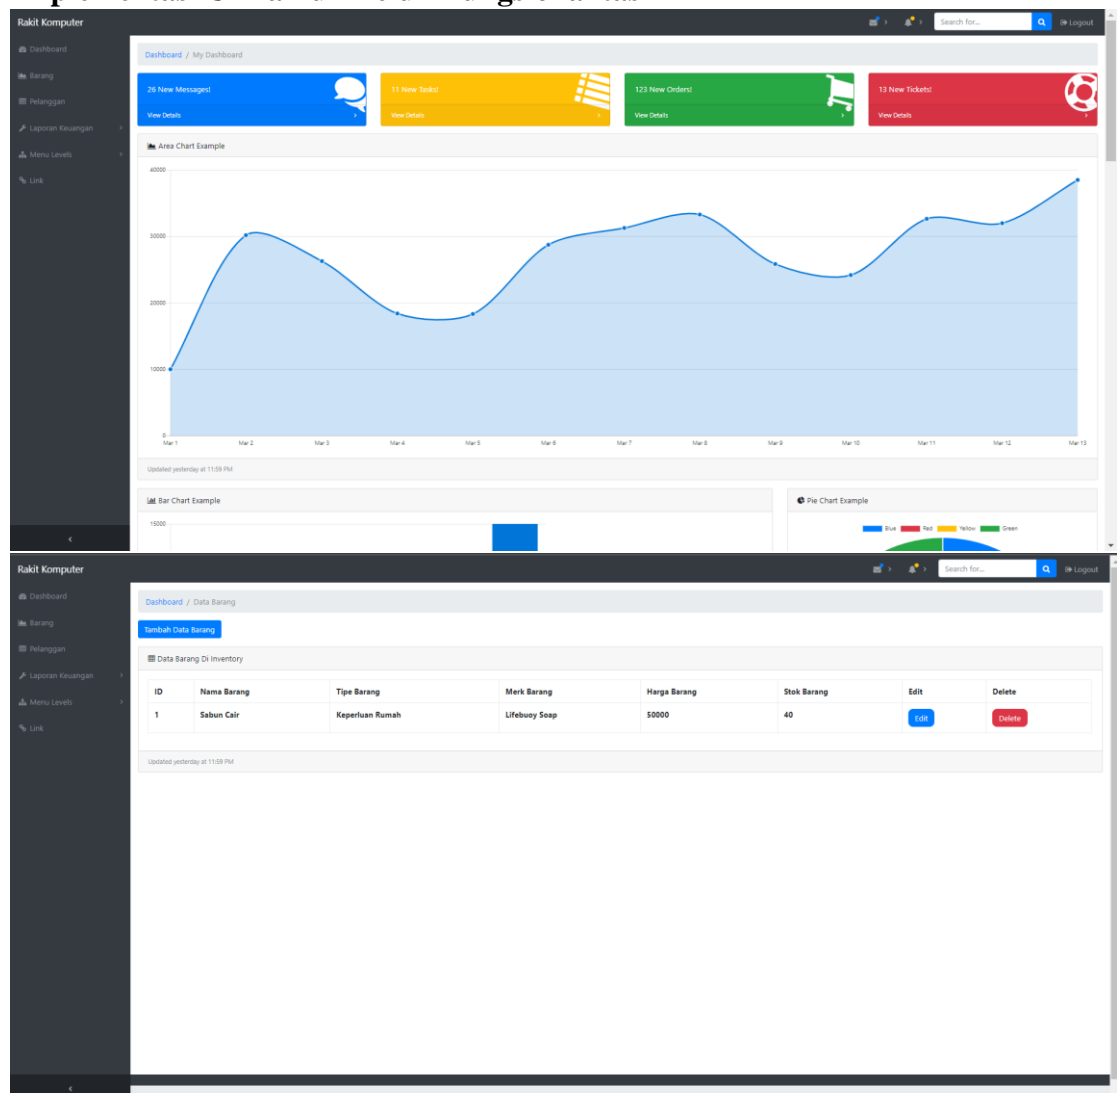 Rakit Komputer
Search for...
Logout
Dashboard
Barang
Pelanggan
Laporan Keuangan
Menu Levels
Link
Dashboard / My Dashboard
26 New Messages!
View Details
11 New Tasks!
View Details
123 New Orders!
View Details
13 New Tickets!
View Details
Area Chart Example
40000
30000
20000
10000
0
Mar 1 Mar 2 Mar 3 Mar 4 Mar 5 Mar 6 Mar 7 Mar 8 Mar 9 Mar 10 Mar 11 Mar 12 Mar 13
Updated yesterday at 11:59 PM
Bar Chart Example
15000
Pie Chart Example
Blue Red Yellow Green
Rakit Komputer
Search for...
Logout
Dashboard
Barang
Pelanggan
Laporan Keuangan
Menu Levels
Link
Dashboard / Data Barang
Tambah Data Barang
Data Barang Di Inventory
ID Nama Barang Tipe Barang Merk Barang Harga Barang Stok Barang Edit Delete
1 Sabun Cair Keperluan Rumah Lifebuoy Soap 50000 40 Edit Delete
Updated yesterday at 11:59 PM